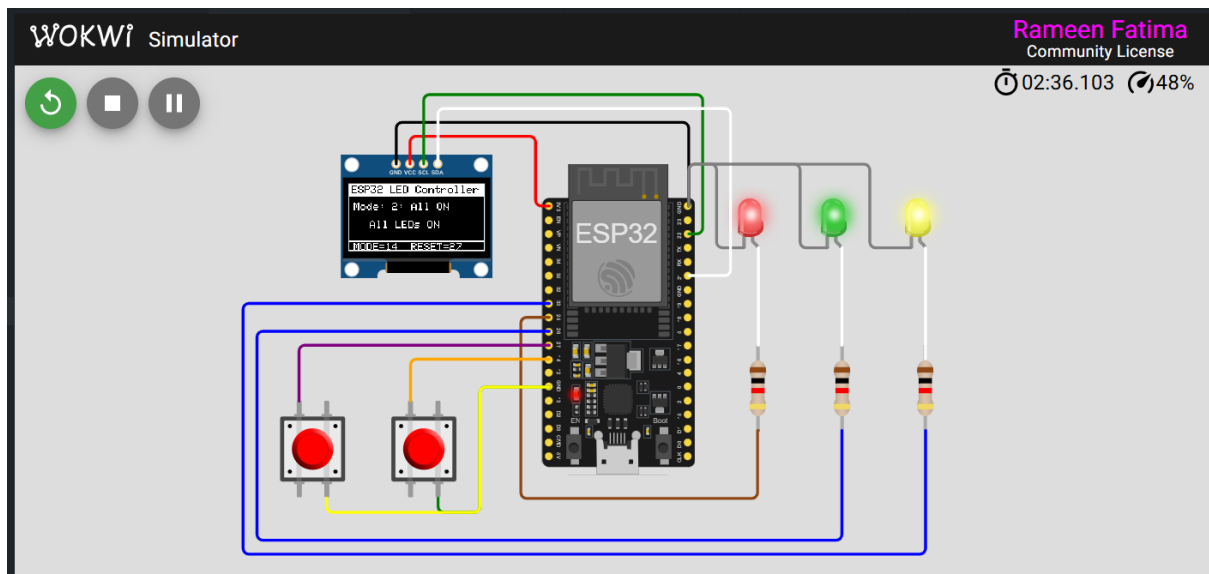 WOKWi Simulator
Rameen Fatima
Community License
02:36.103 48%
GND VCC SCL SDA
ESP32 LED Controller
Mode: 2: All ON
All LEDs ON
MODE=14 RESET=27
ESP32
EN
Boot